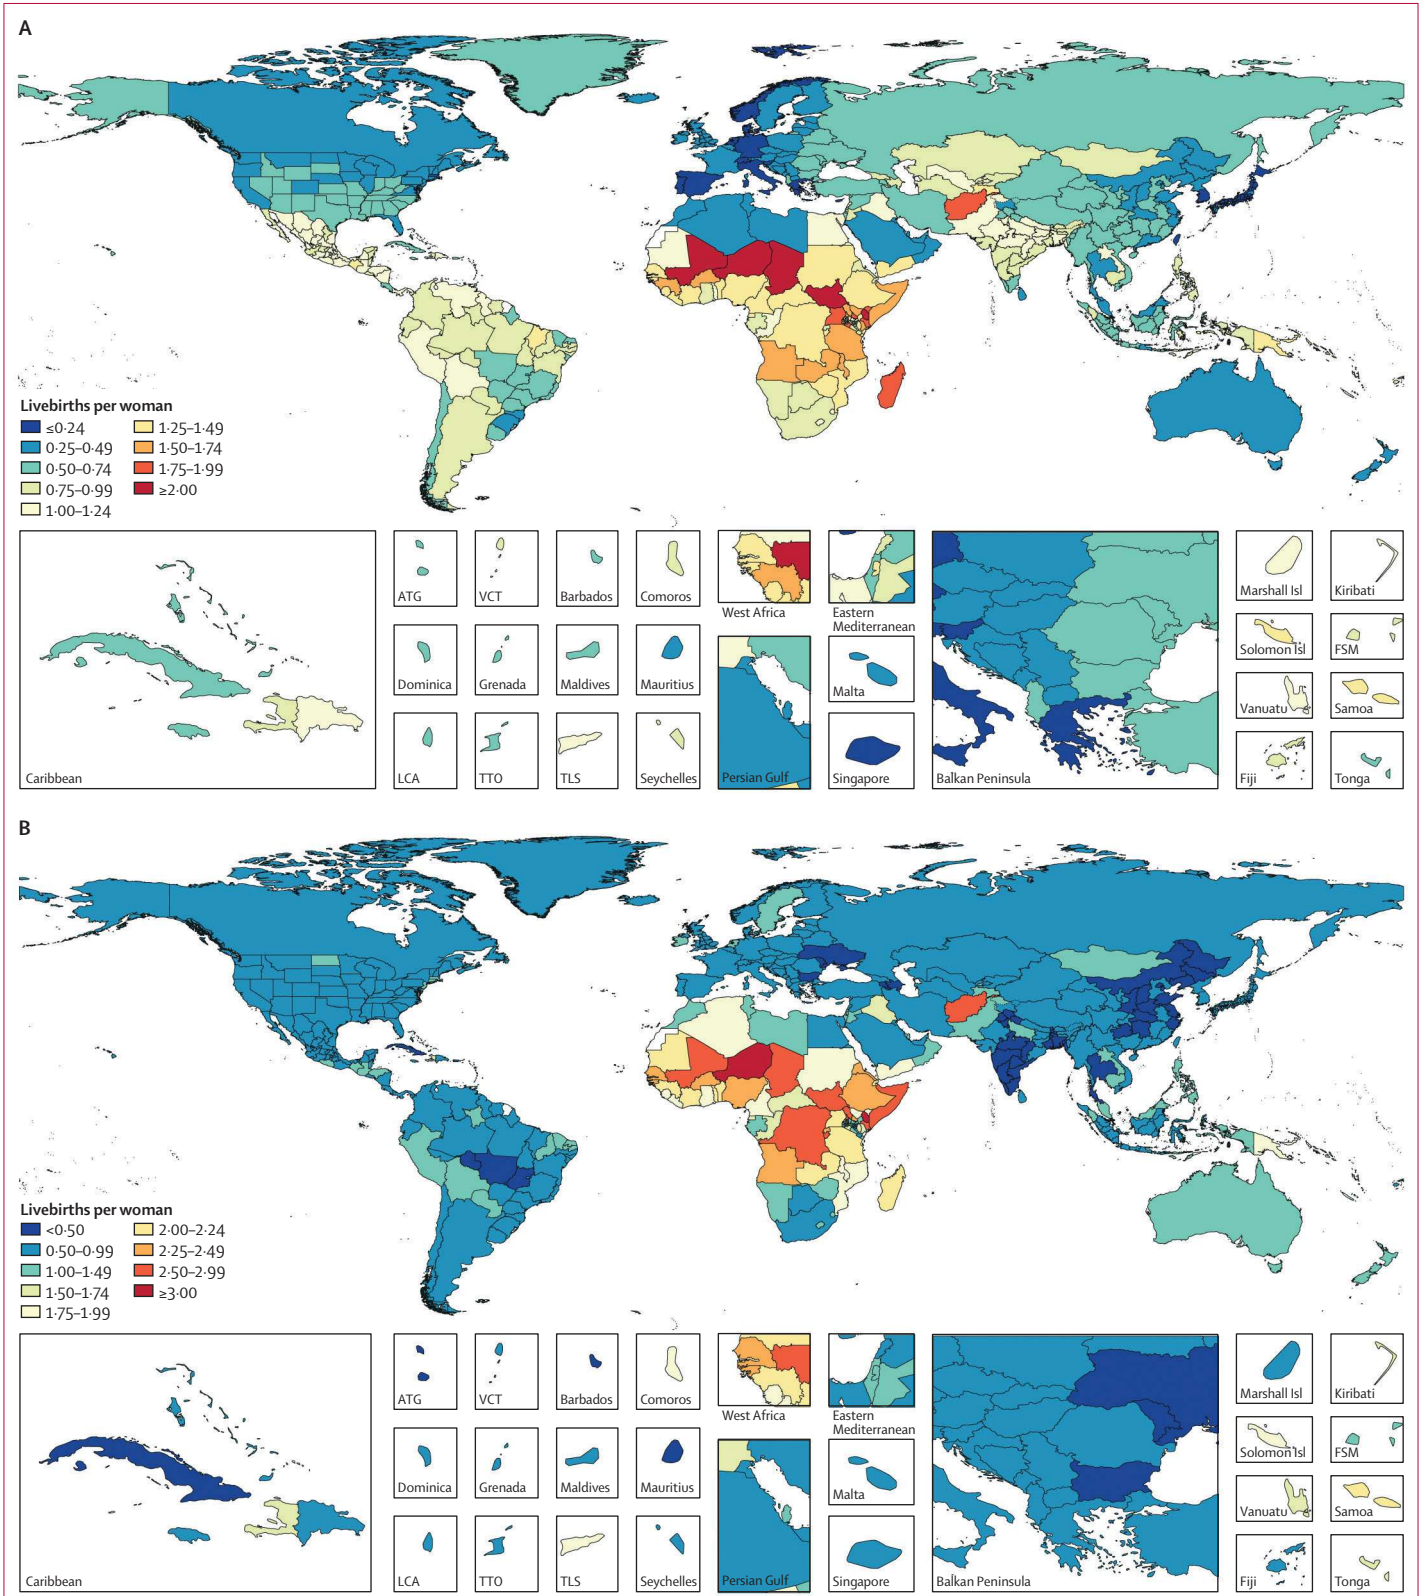 A
Livebirths per woman
≤0·24
0·25–0·49
0·50–0·74
0·75–0·99
1·00–1·24
1·25–1·49
1·50–1·74
1·75–1·99
≥2·00
Caribbean
ATG
VCT
Barbados
Comoros
Dominica
Grenada
Maldives
Mauritius
LCA
TTO
TLS
Seychelles
West Africa
Eastern
Mediterranean
Persian Gulf
Malta
Singapore
Balkan Peninsula
Marshall Isl
Kiribati
Solomon Isl
FSM
Vanuatu
Samoa
Fiji
Tonga
B
Livebirths per woman
<0·50
0·50–0·99
1·00–1·49
1·50–1·74
1·75–1·99
2·00–2·24
2·25–2·49
2·50–2·99
≥3·00
Caribbean
ATG
VCT
Barbados
Comoros
Dominica
Grenada
Maldives
Mauritius
LCA
TTO
TLS
Seychelles
West Africa
Eastern
Mediterranean
Persian Gulf
Malta
Singapore
Balkan Peninsula
Marshall Isl
Kiribati
Solomon Isl
FSM
Vanuatu
Samoa
Fiji
Tonga